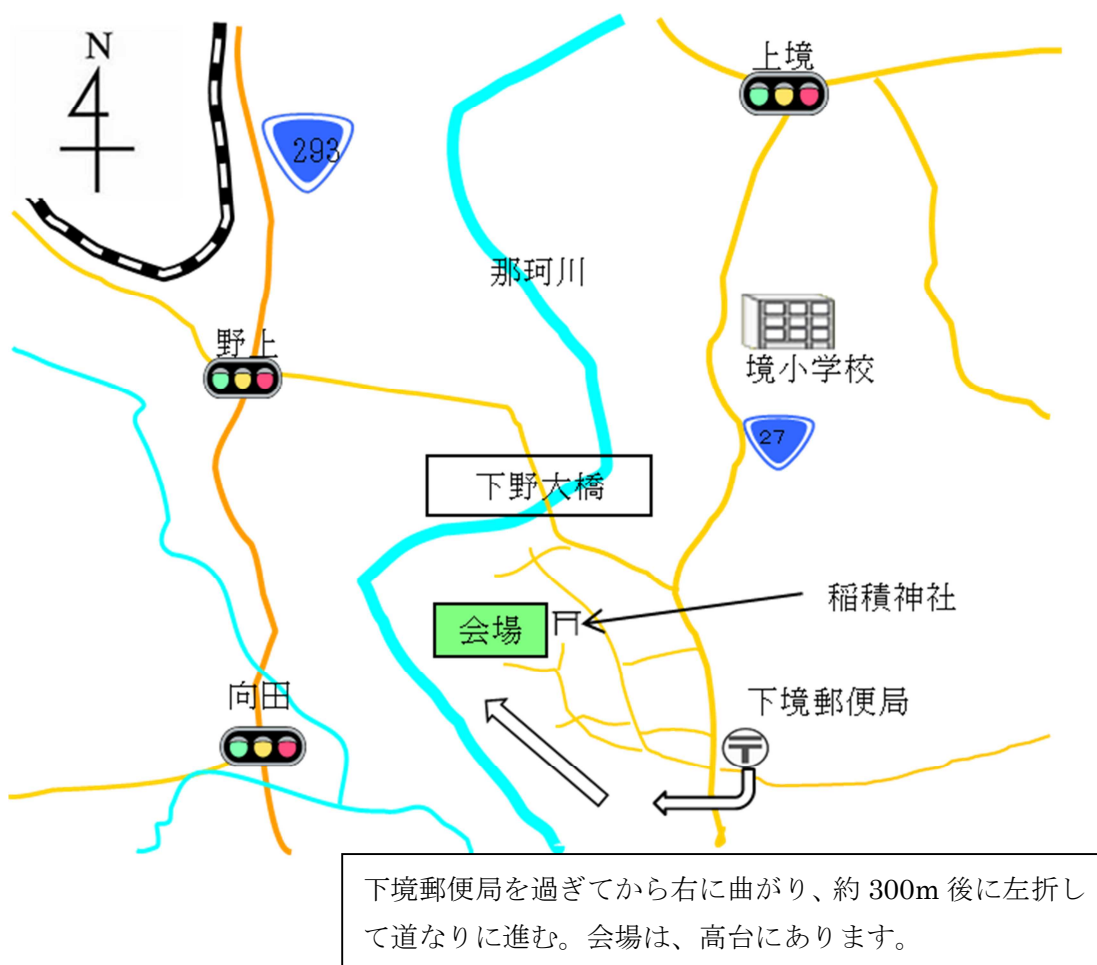 N
上境
293
那珂川
野上
境小学校
27
下野大橋
稲積神社
会場
向田
下境郵便局
〒
下境郵便局を過ぎてから右に曲がり、約 300m 後に左折し
て道なりに進む。会場は、高台にあります。